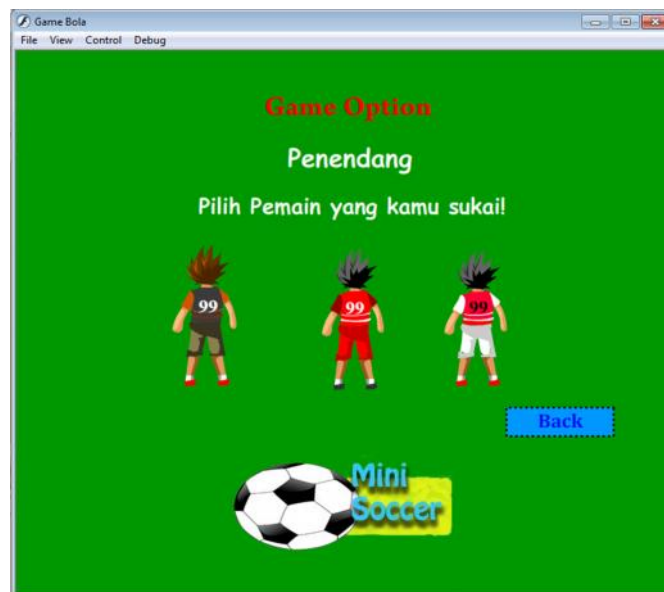 Game Bola
File View Control Debug
Game Option
Penendang
Pilih Pemain yang kamu sukai!
99 99 99
Back
Mini
Soccer